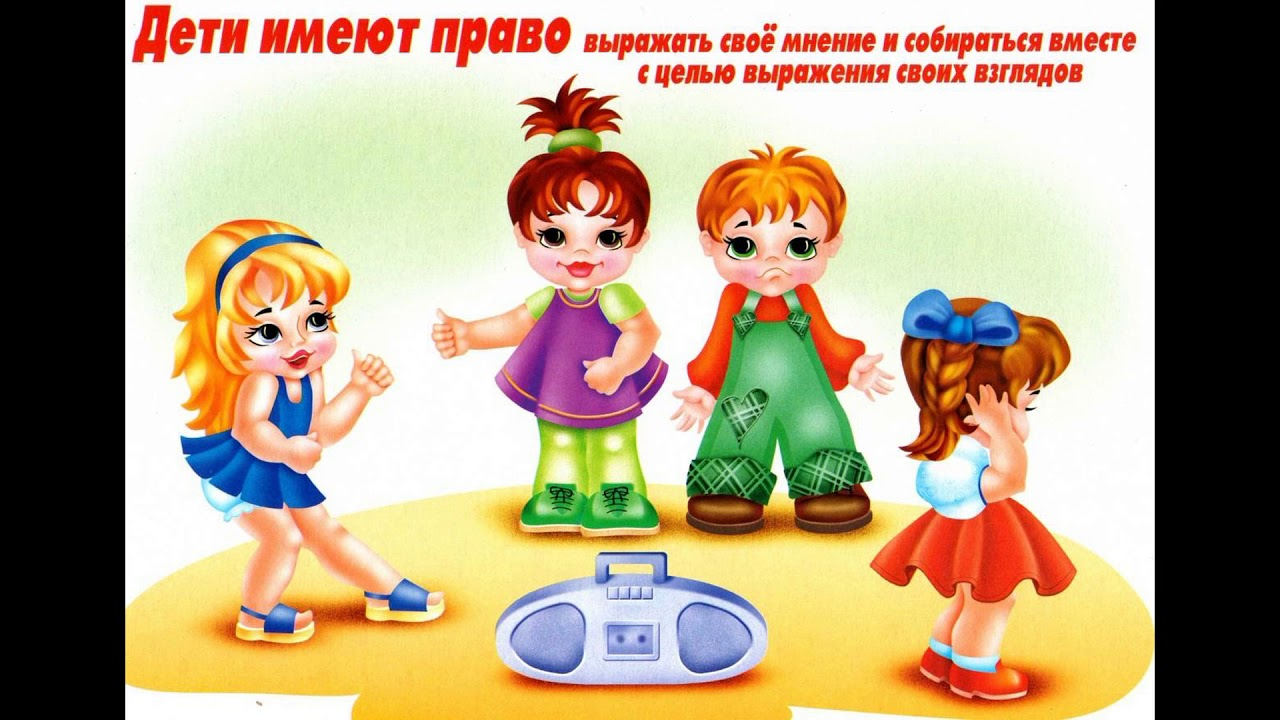 Дети имеют право выражать своё мнение и собираться вместе
с целью выражения своих взглядов